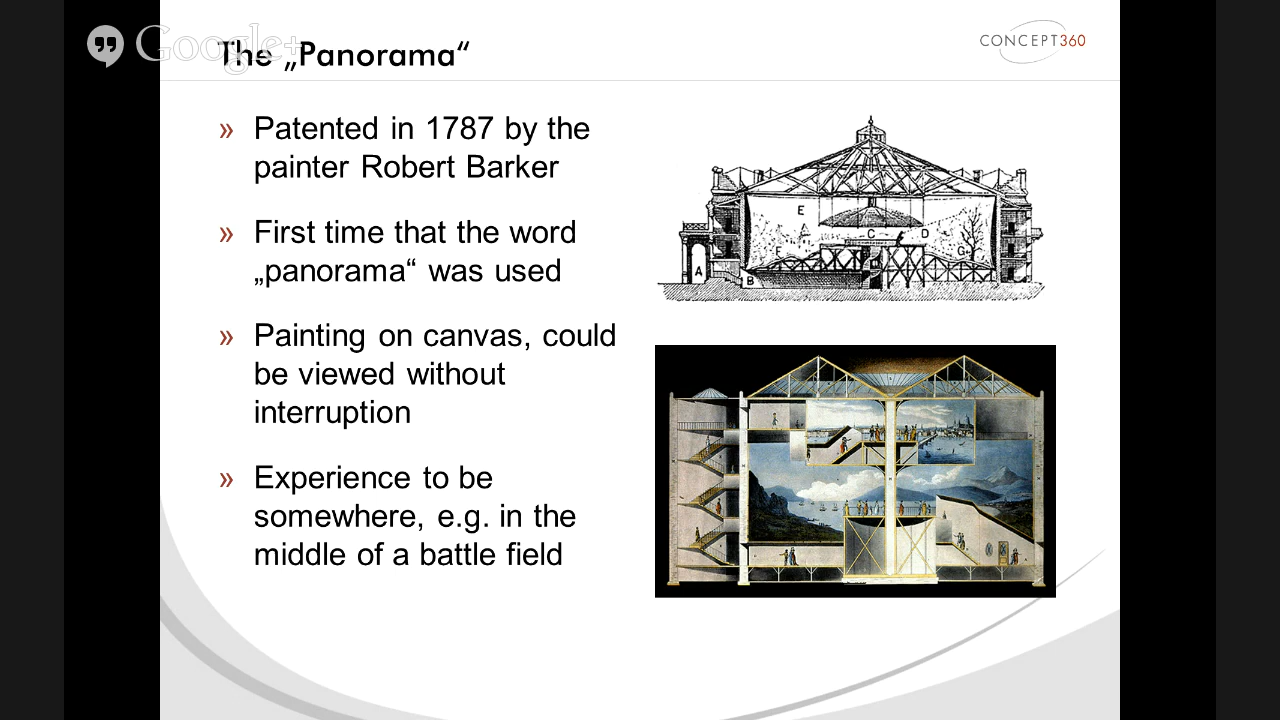 Google+
The „Panorama“
CONCEPT360
» Patented in 1787 by the
painter Robert Barker
» First time that the word
„panorama“ was used
» Painting on canvas, could
be viewed without
interruption
» Experience to be
somewhere, e.g. in the
middle of a battle field
E
C
D
F
G
A
B